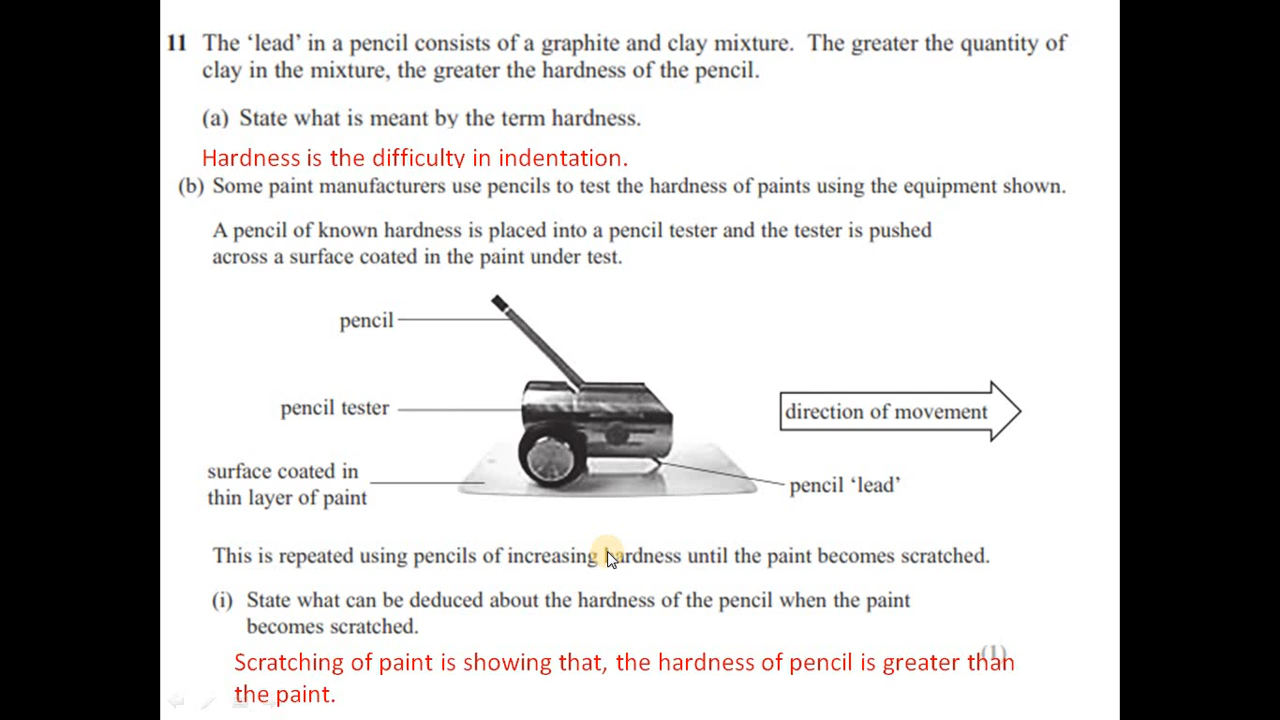 11 The ‘lead’ in a pencil consists of a graphite and clay mixture. The greater the quantity of
clay in the mixture, the greater the hardness of the pencil.
(a) State what is meant by the term hardness.
Hardness is the difficulty in indentation.
(b) Some paint manufacturers use pencils to test the hardness of paints using the equipment shown.
A pencil of known hardness is placed into a pencil tester and the tester is pushed
across a surface coated in the paint under test.
pencil
pencil tester
direction of movement
surface coated in
thin layer of paint
pencil ‘lead’
This is repeated using pencils of increasing hardness until the paint becomes scratched.
(i) State what can be deduced about the hardness of the pencil when the paint
becomes scratched.
(1)
Scratching of paint is showing that, the hardness of pencil is greater than
the paint.